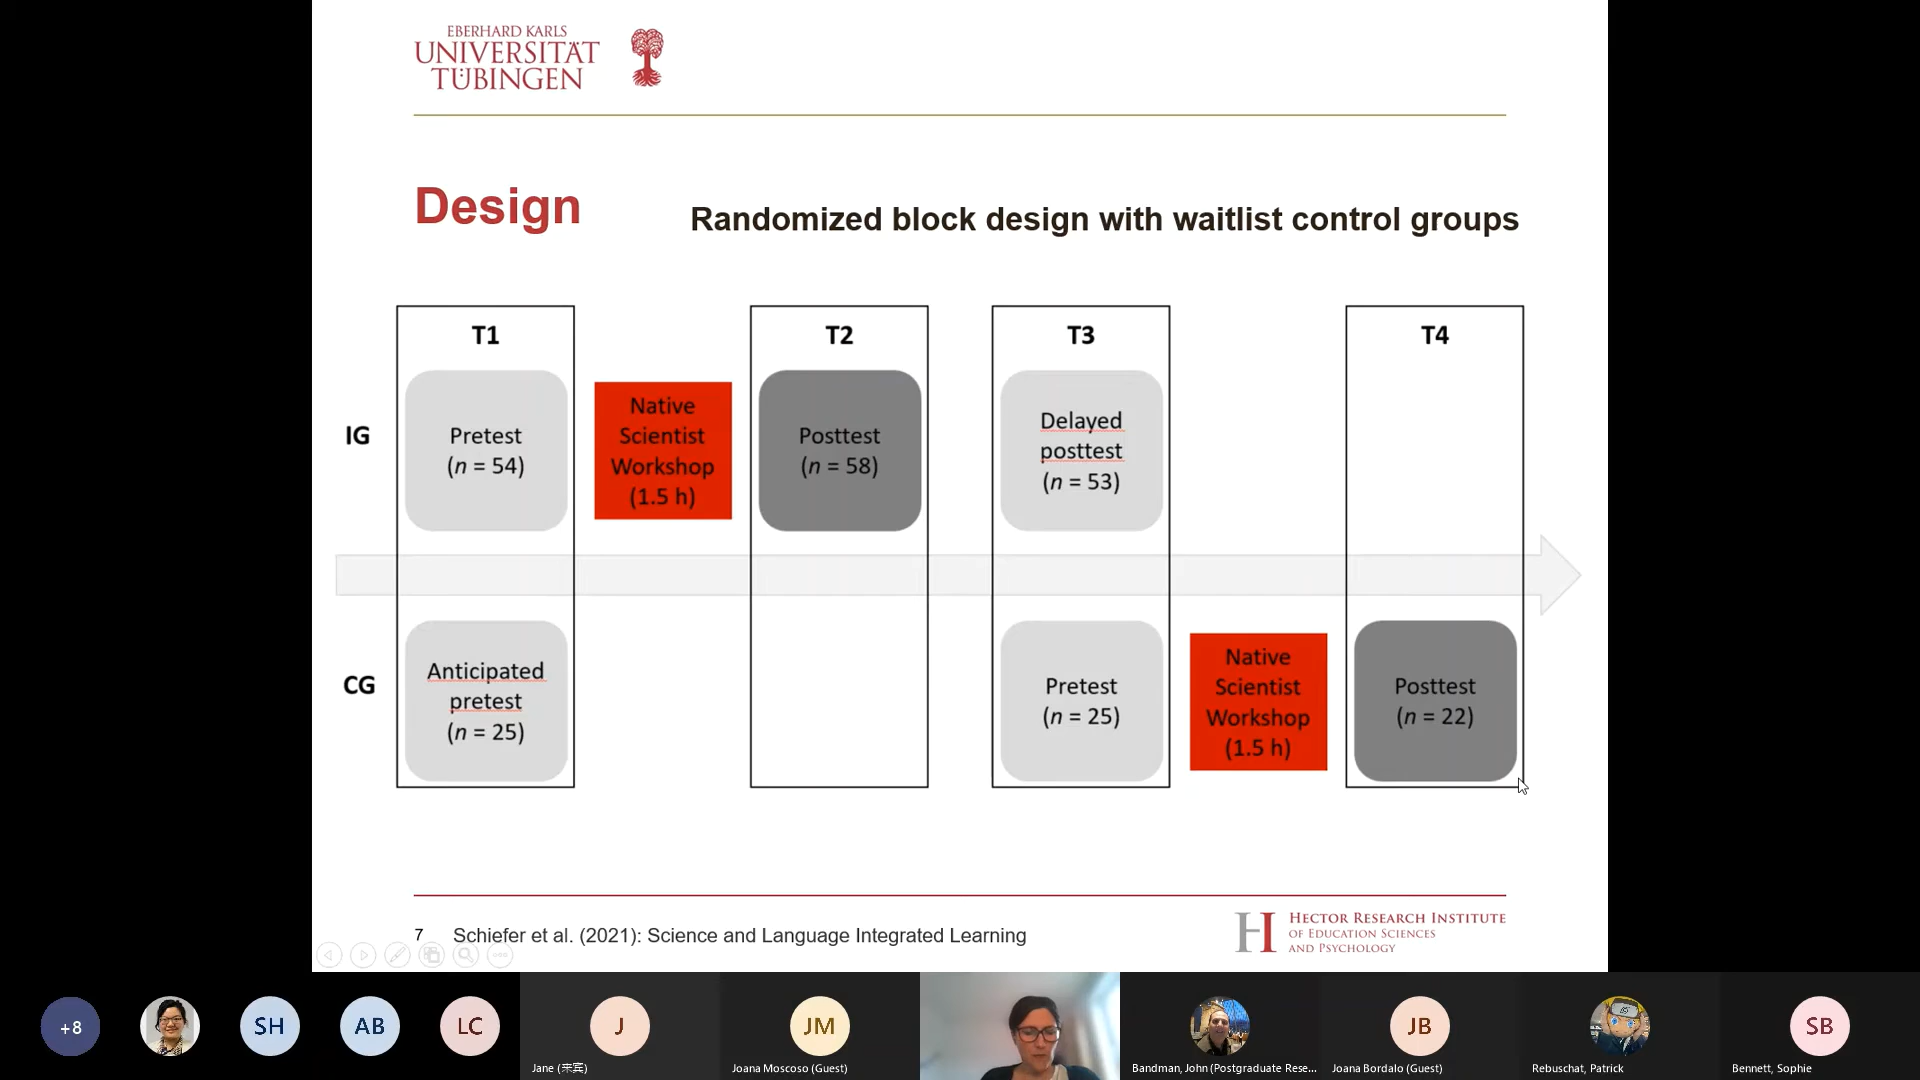 EBERHARD KARLS
UNIVERSITÄT
TÜBINGEN
Design
Randomized block design with waitlist control groups
T1
T2
T3
T4
IG
Pretest
(n = 54)
Native
Scientist
Workshop
(1.5 h)
Posttest
(n = 58)
Delayed
posttest
(n = 53)
CG
Anticipated
pretest
(n = 25)
Pretest
(n = 25)
Native
Scientist
Workshop
(1.5 h)
Posttest
(n = 22)
7
Schiefer et al. (2021): Science and Language Integrated Learning
H
HECTOR RESEARCH INSTITUTE
OF EDUCATION SCIENCES
AND PSYCHOLOGY
+8
SH
AB
LC
J
JM
JB
SB
Jane (来宾)
Joana Moscoso (Guest)
Bandman, John (Postgraduate Rese...
Joana Bordalo (Guest)
Rebuschat, Patrick
Bennett, Sophie